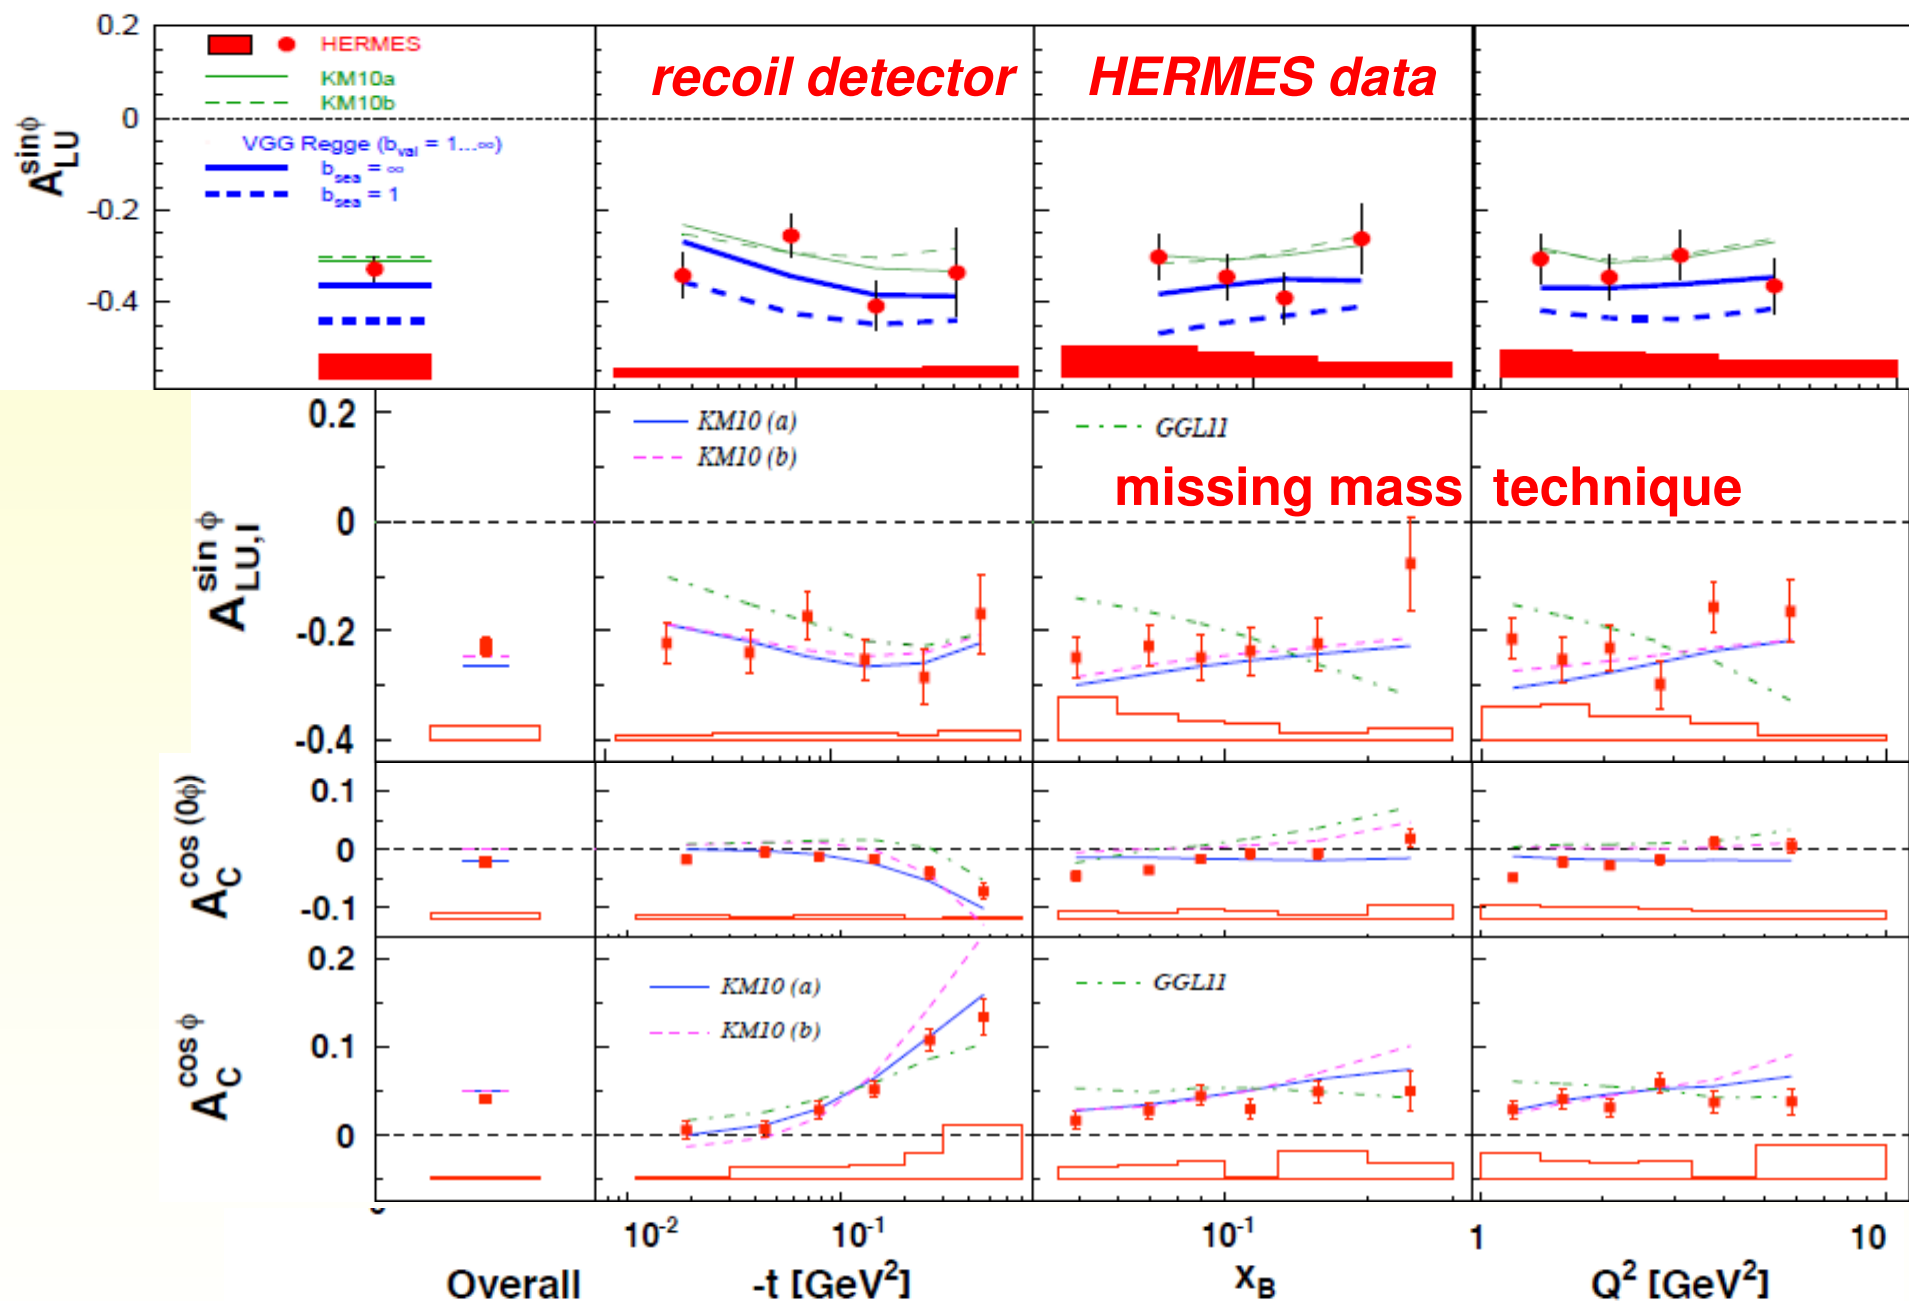 0.2
HERMES
KM10a
KM10b
recoil detector HERMES data
0
VGG Regge (b_val = 1...∞)
b_sea = ∞
b_sea = 1
A_LU^sinϕ
-0.2
-0.4
0.2
KM10 (a)
KM10 (b)
GGL11
missing mass technique
0
A_LU,I^sin ϕ
-0.2
-0.4
0.1
0
-0.1
A_C^cos (0ϕ)
0.2
KM10 (a)
KM10 (b)
GGL11
0.1
0
A_C^cos ϕ
10^-2 10^-1 10^-1 1 10
Overall -t [GeV^2] x_B Q^2 [GeV^2]